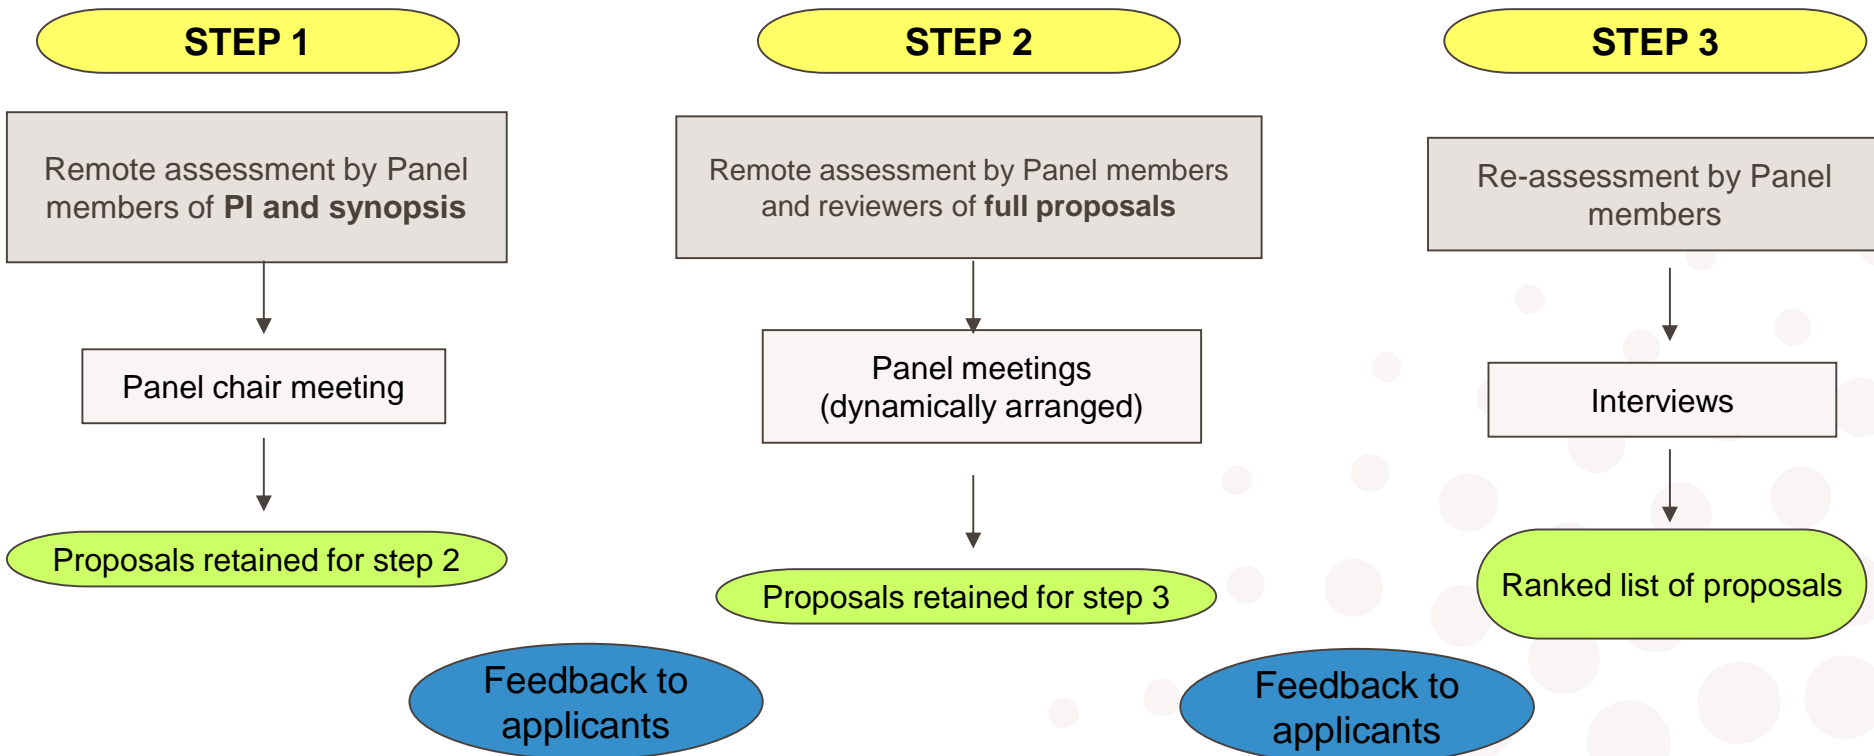 STEP 1
Remote assessment by Panel
members of PI and synopsis
Panel chair meeting
Proposals retained for step 2
STEP 2
Remote assessment by Panel members
and reviewers of full proposals
Panel meetings
(dynamically arranged)
Proposals retained for step 3
STEP 3
Re-assessment by Panel
members
Interviews
Ranked list of proposals
Feedback to
applicants
Feedback to
applicants